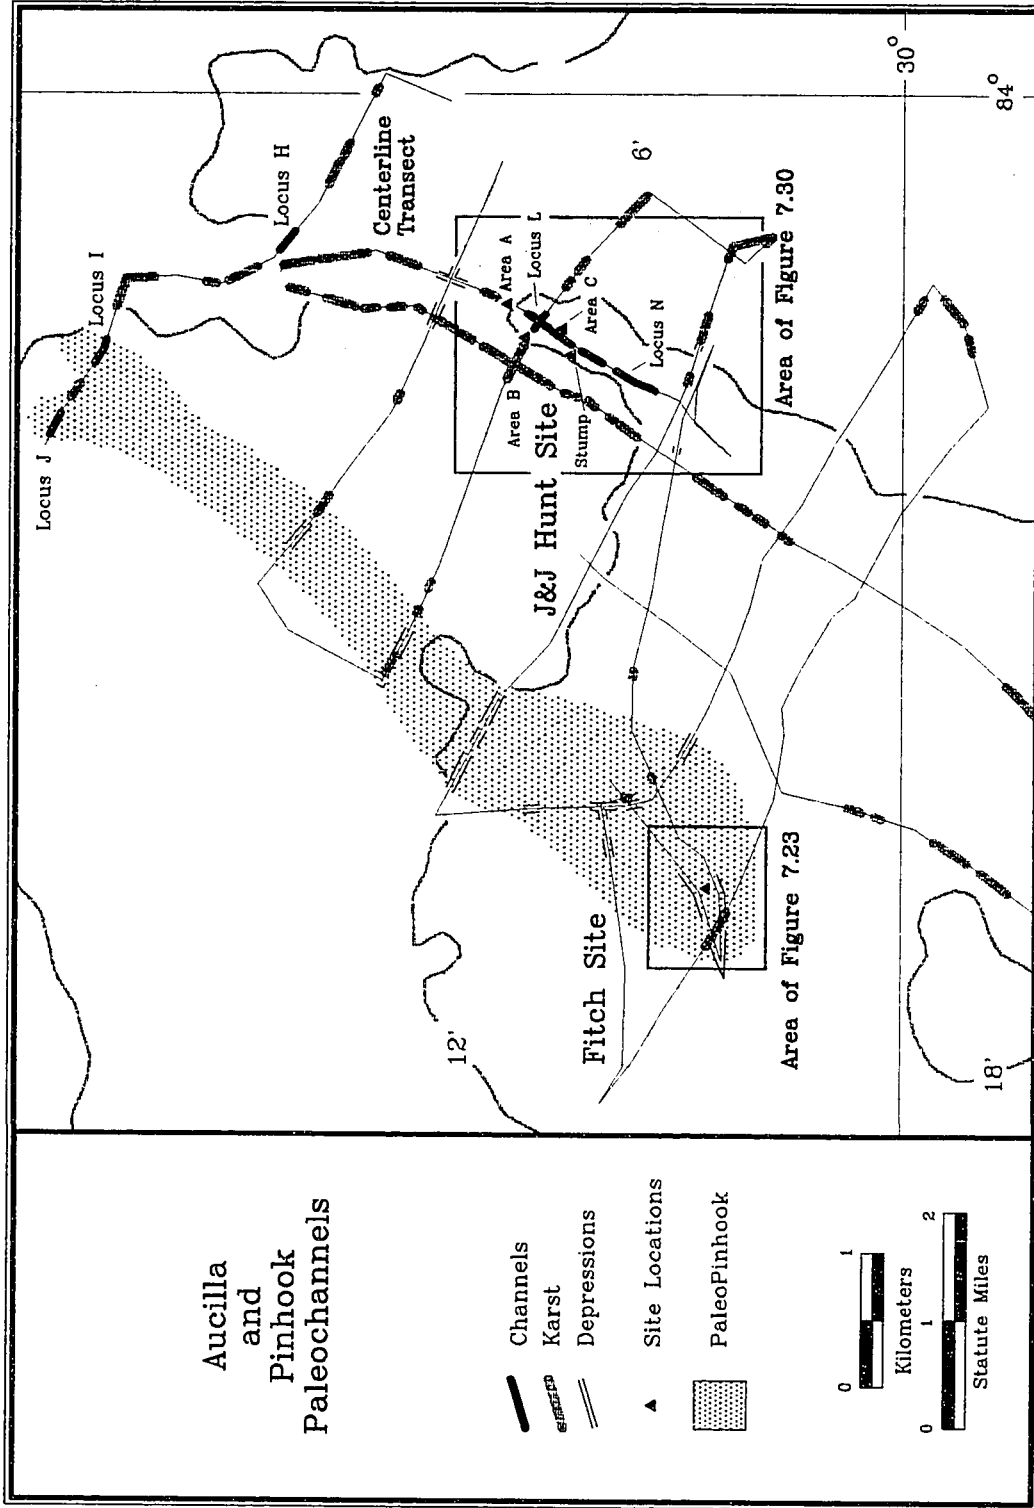 Aucilla
and
Pinhook
Paleochannels
Channels
Karst
Depressions
Site Locations
PaleoPinhook
0 1
Kilometers
0 1 2
Statute Miles
Locus J
Locus I
Locus H
Centerline
Transect
Area A
Locus L
Area B
Area C
Stump
Locus N
J&J Hunt Site
Area of Figure 7.30
Fitch Site
Area of Figure 7.23
6'
12'
18'
30°
84°